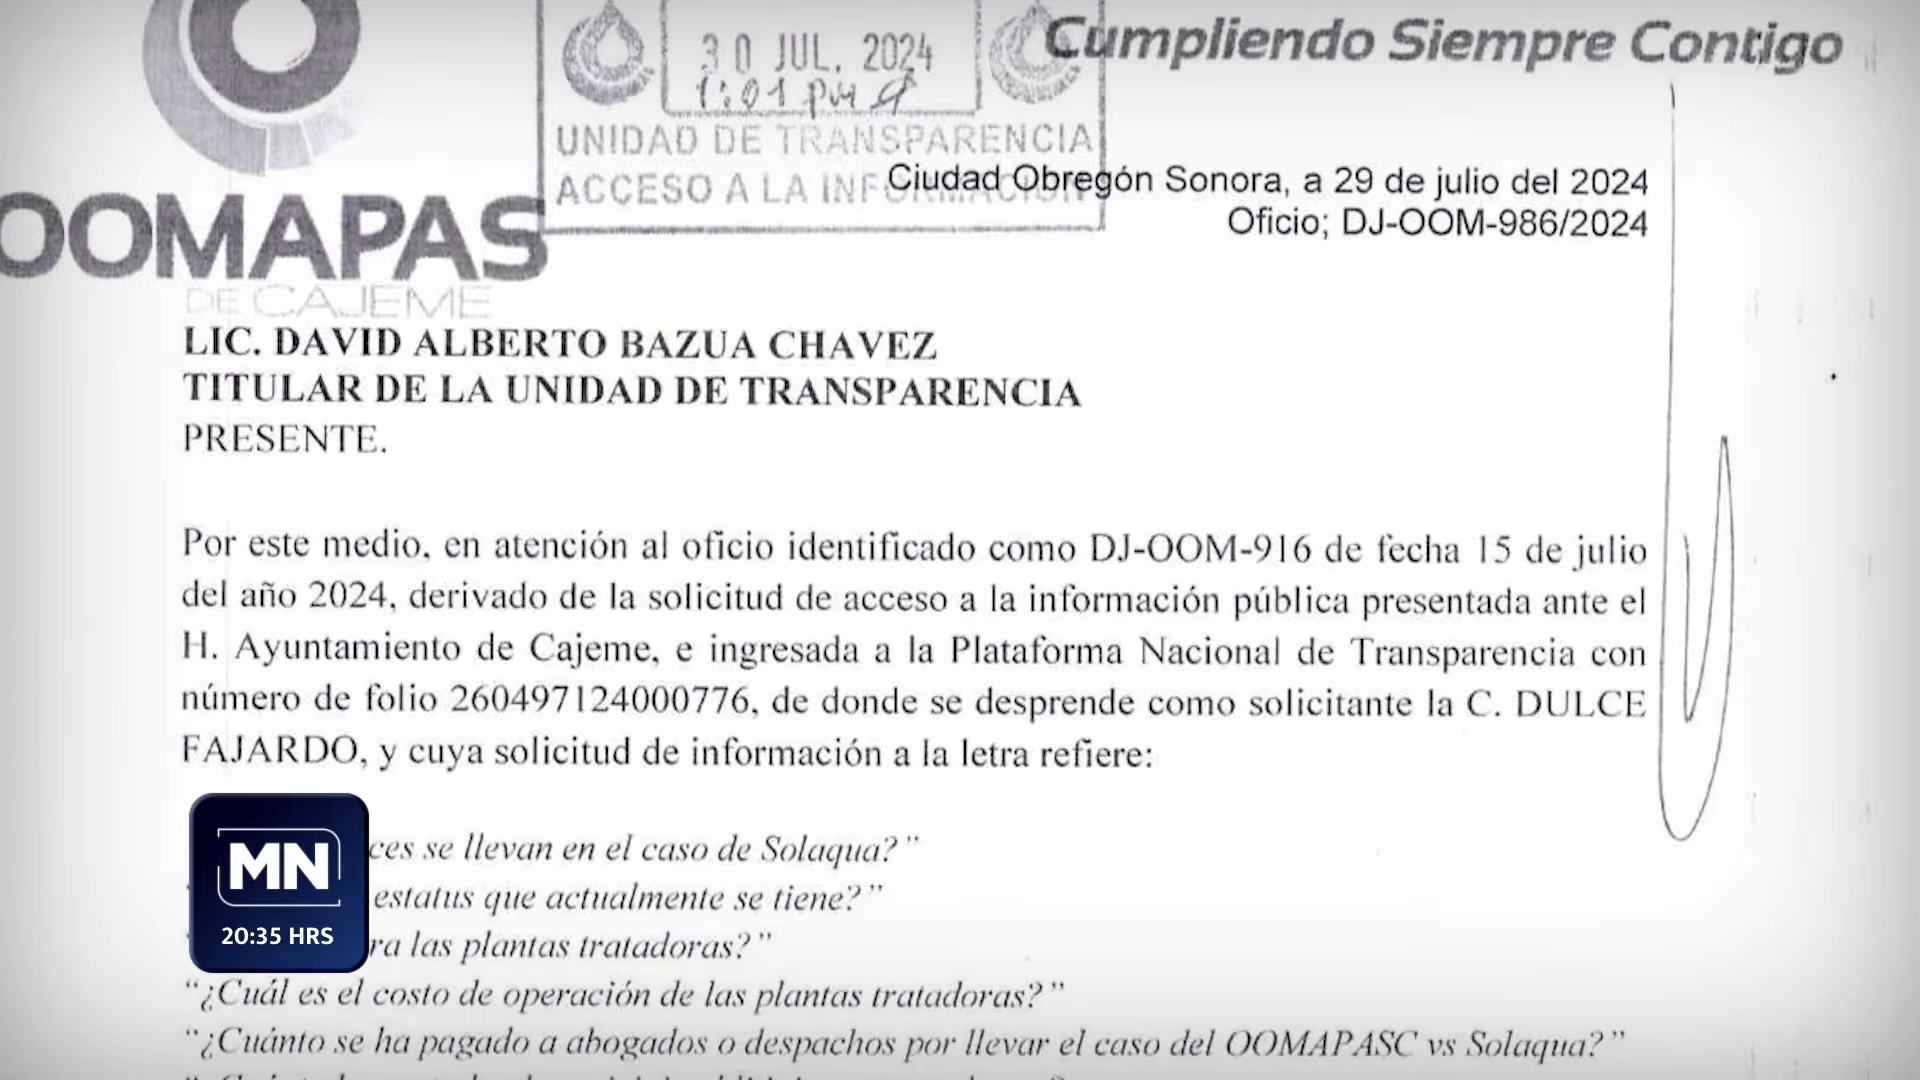 30 JUL. 2024
1:01 pm
Cumpliendo Siempre Contigo
UNIDAD DE TRANSPARENCIA
ACCESO A LA INFORMACION
Ciudad Obregón Sonora, a 29 de julio del 2024
Oficio; DJ-OOM-986/2024
OOMAPAS
DE CAJEME
LIC. DAVID ALBERTO BAZUA CHAVEZ
TITULAR DE LA UNIDAD DE TRANSPARENCIA
PRESENTE.
Por este medio, en atención al oficio identificado como DJ-OOM-916 de fecha 15 de julio
del año 2024, derivado de la solicitud de acceso a la información pública presentada ante el
H. Ayuntamiento de Cajeme, e ingresada a la Plataforma Nacional de Transparencia con
número de folio 260497124000776, de donde se desprende como solicitante la C. DULCE
FAJARDO, y cuya solicitud de información a la letra refiere:
ces se llevan en el caso de Solaqua?”
estatus que actualmente se tiene?”
ra las plantas tratadoras?”
“¿Cuál es el costo de operación de las plantas tratadoras?”
“¿Cuánto se ha pagado a abogados o despachos por llevar el caso del OOMAPASC vs Solaqua?”
MN
20:35 HRS